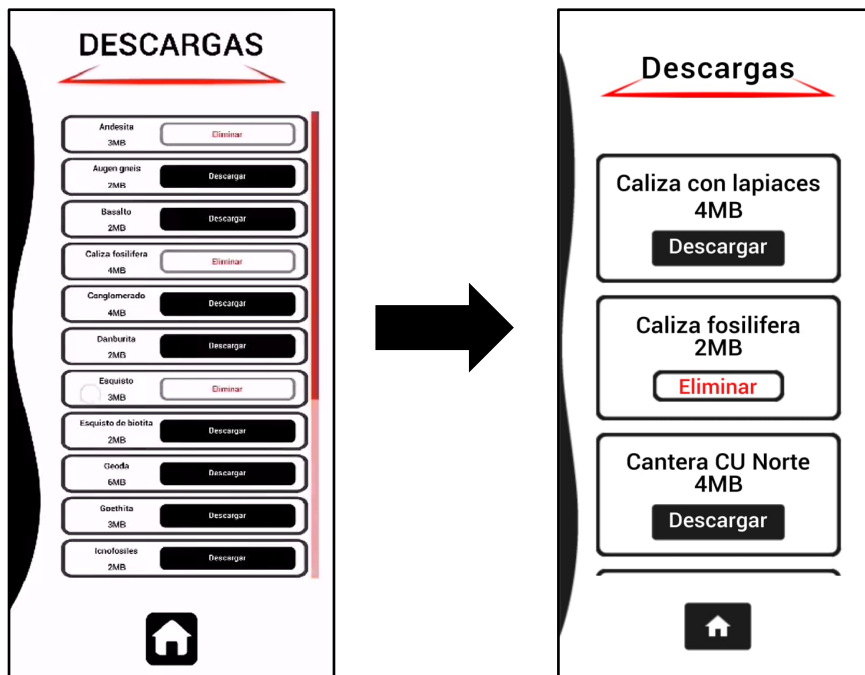 DESCARGAS
Andesita
3MB
Eliminar
Augen gneis
2MB
Descargar
Basalto
2MB
Descargar
Caliza fosilifera
4MB
Eliminar
Conglomerado
4MB
Descargar
Danburita
2MB
Descargar
Esquisto
3MB
Eliminar
Esquisto de biotita
2MB
Descargar
Geoda
6MB
Descargar
Goethita
3MB
Descargar
Icnofosiles
2MB
Descargar
Descargas
Caliza con lapiaces
4MB
Descargar
Caliza fosilifera
2MB
Eliminar
Cantera CU Norte
4MB
Descargar